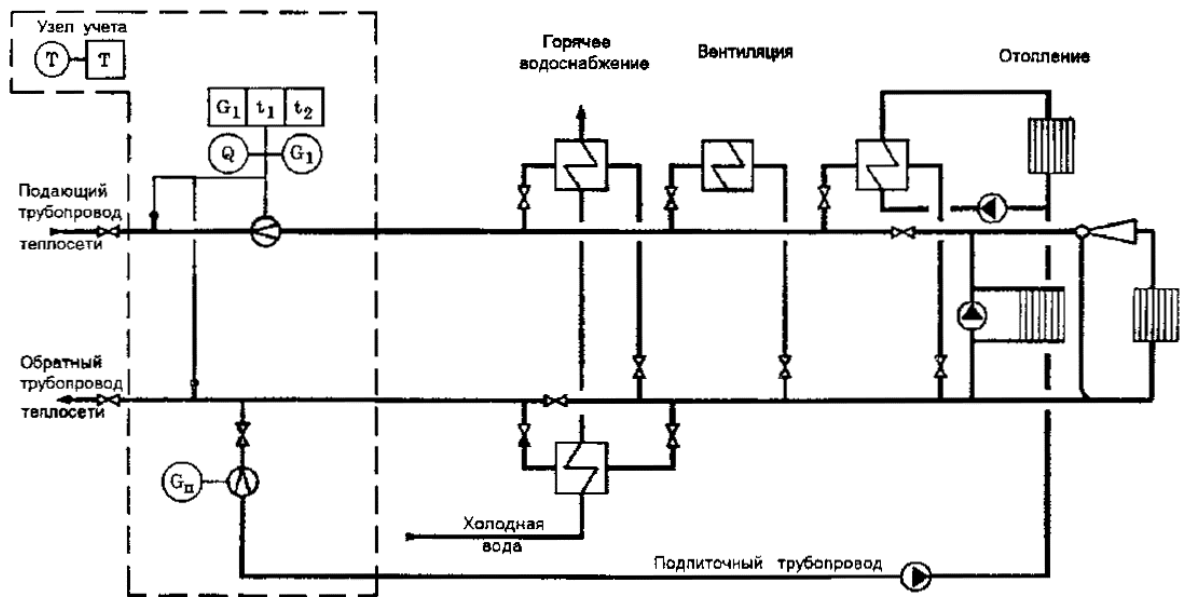 Узел учета
T T
Горячее
водоснабжение
Вентиляция
Отопление
G1 t1 t2
Q G1
Подающий
трубопровод
теплосети
Обратный
трубопровод
теплосети
Gп
Холодная
вода
Подпиточный трубопровод